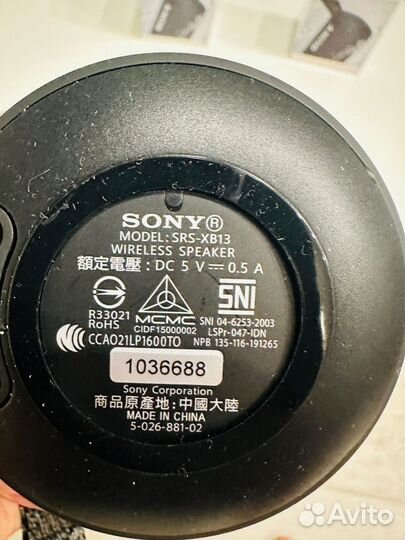 SONY®
MODEL: SRS-XB13
WIRELESS SPEAKER
額定電壓: DC 5 V⎓ 0.5 A
R33021
RoHS
MCMC
CIDF15000002
SNI
SNI 04-6253-2003
LSPr-047-IDN
NPB 135-116-191265
CCAO21LP1600TO
1036688
Sony Corporation
商品原產地: 中國大陸
MADE IN CHINA
5-026-881-02
Avito